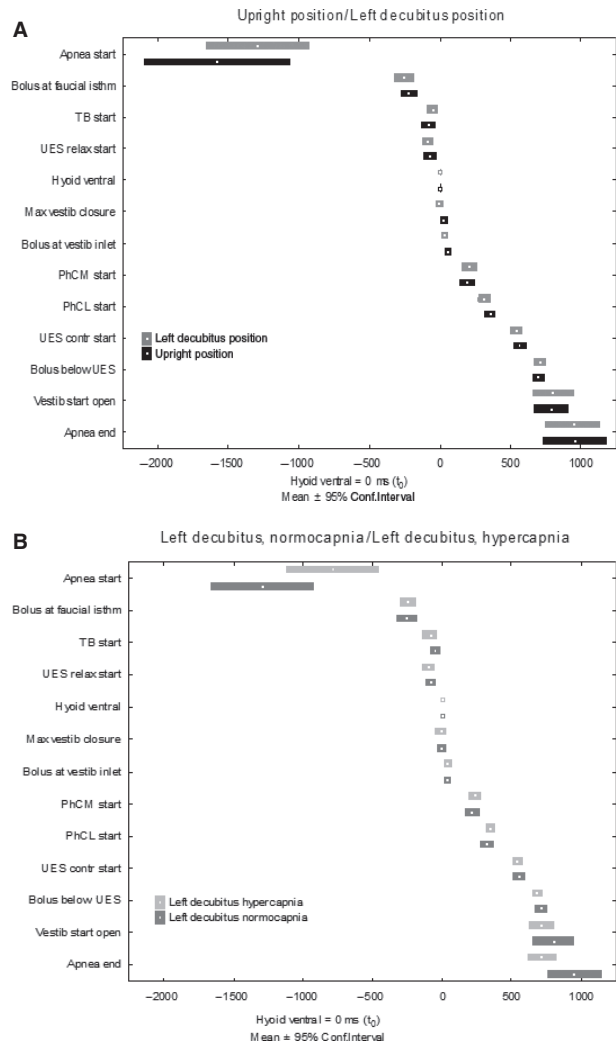 A
Upright position/Left decubitus position
Apnea start
Bolus at faucial isthm
TB start
UES relax start
Hyoid ventral
Max vestib closure
Bolus at vestib inlet
PhCM start
PhCL start
UES contr start
Bolus below UES
Vestib start open
Apnea end
Left decubitus position
Upright position
−2000 −1500 −1000 −500 0 500 1000
Hyoid ventral = 0 ms (t0)
Mean ± 95% Conf.Interval
B
Left decubitus, normocapnia/Left decubitus, hypercapnia
Apnea start
Bolus at faucial isthm
TB start
UES relax start
Hyoid ventral
Max vestib closure
Bolus at vestib inlet
PhCM start
PhCL start
UES contr start
Bolus below UES
Vestib start open
Apnea end
Left decubitus hypercapnia
Left decubitus normocapnia
−2000 −1500 −1000 −500 0 500 1000
Hyoid ventral = 0 ms (t0)
Mean ± 95% Conf.Interval